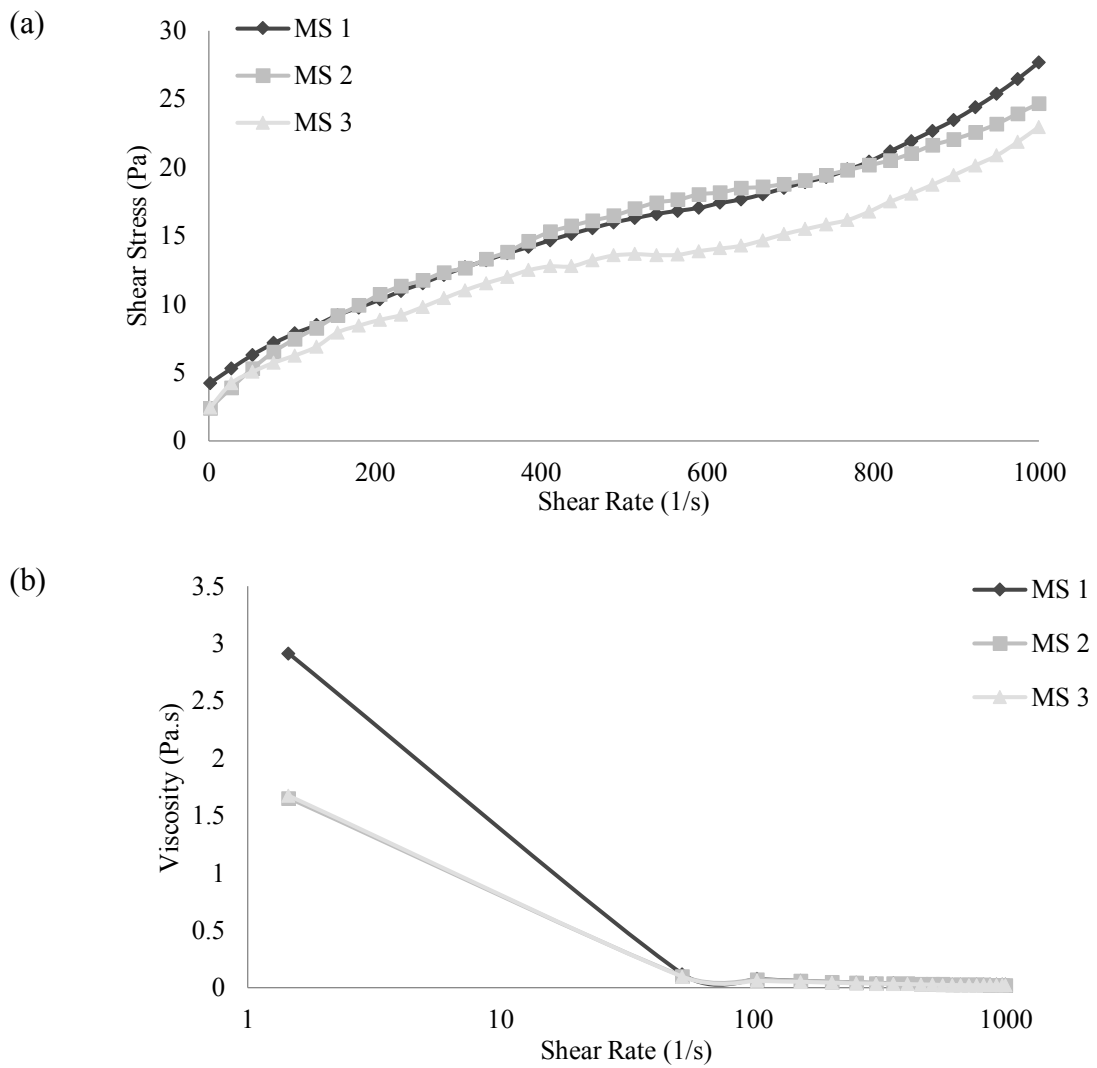 (a)
MS 1
MS 2
MS 3
30
25
20
15
10
5
0
Shear Stress (Pa)
0 200 400 600 800 1000
Shear Rate (1/s)
(b)
MS 1
MS 2
MS 3
3.5
3
2.5
2
1.5
1
0.5
0
Viscosity (Pa.s)
1 10 100 1000
Shear Rate (1/s)